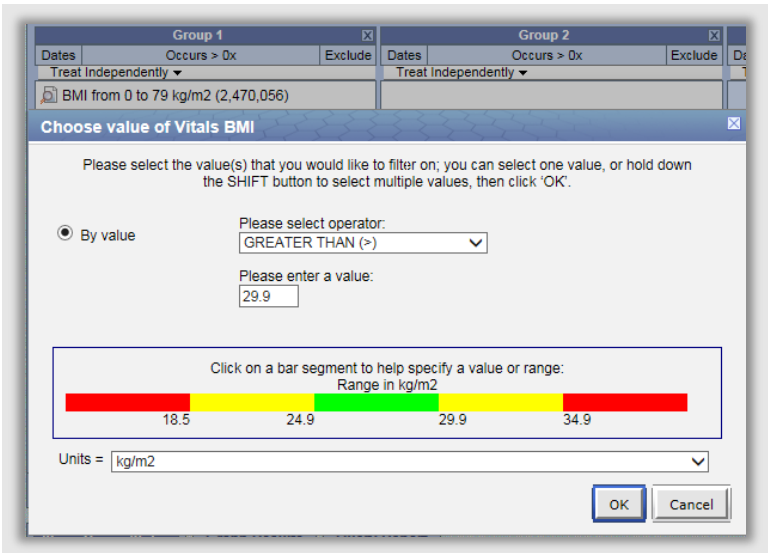 Group 1 X Group 2 X
Dates Occurs > 0x Exclude Dates Occurs > 0x Exclude
Treat Independently Treat Independently
BMI from 0 to 79 kg/m2 (2,470,056)
Choose value of Vitals BMI X
Please select the value(s) that you would like to filter on; you can select one value, or hold down
the SHIFT button to select multiple values, then click 'OK'.
Please select operator:
By value GREATER THAN (>)
Please enter a value:
29.9
Click on a bar segment to help specify a value or range:
Range in kg/m2
18.5 24.9 29.9 34.9
Units = kg/m2
OK Cancel